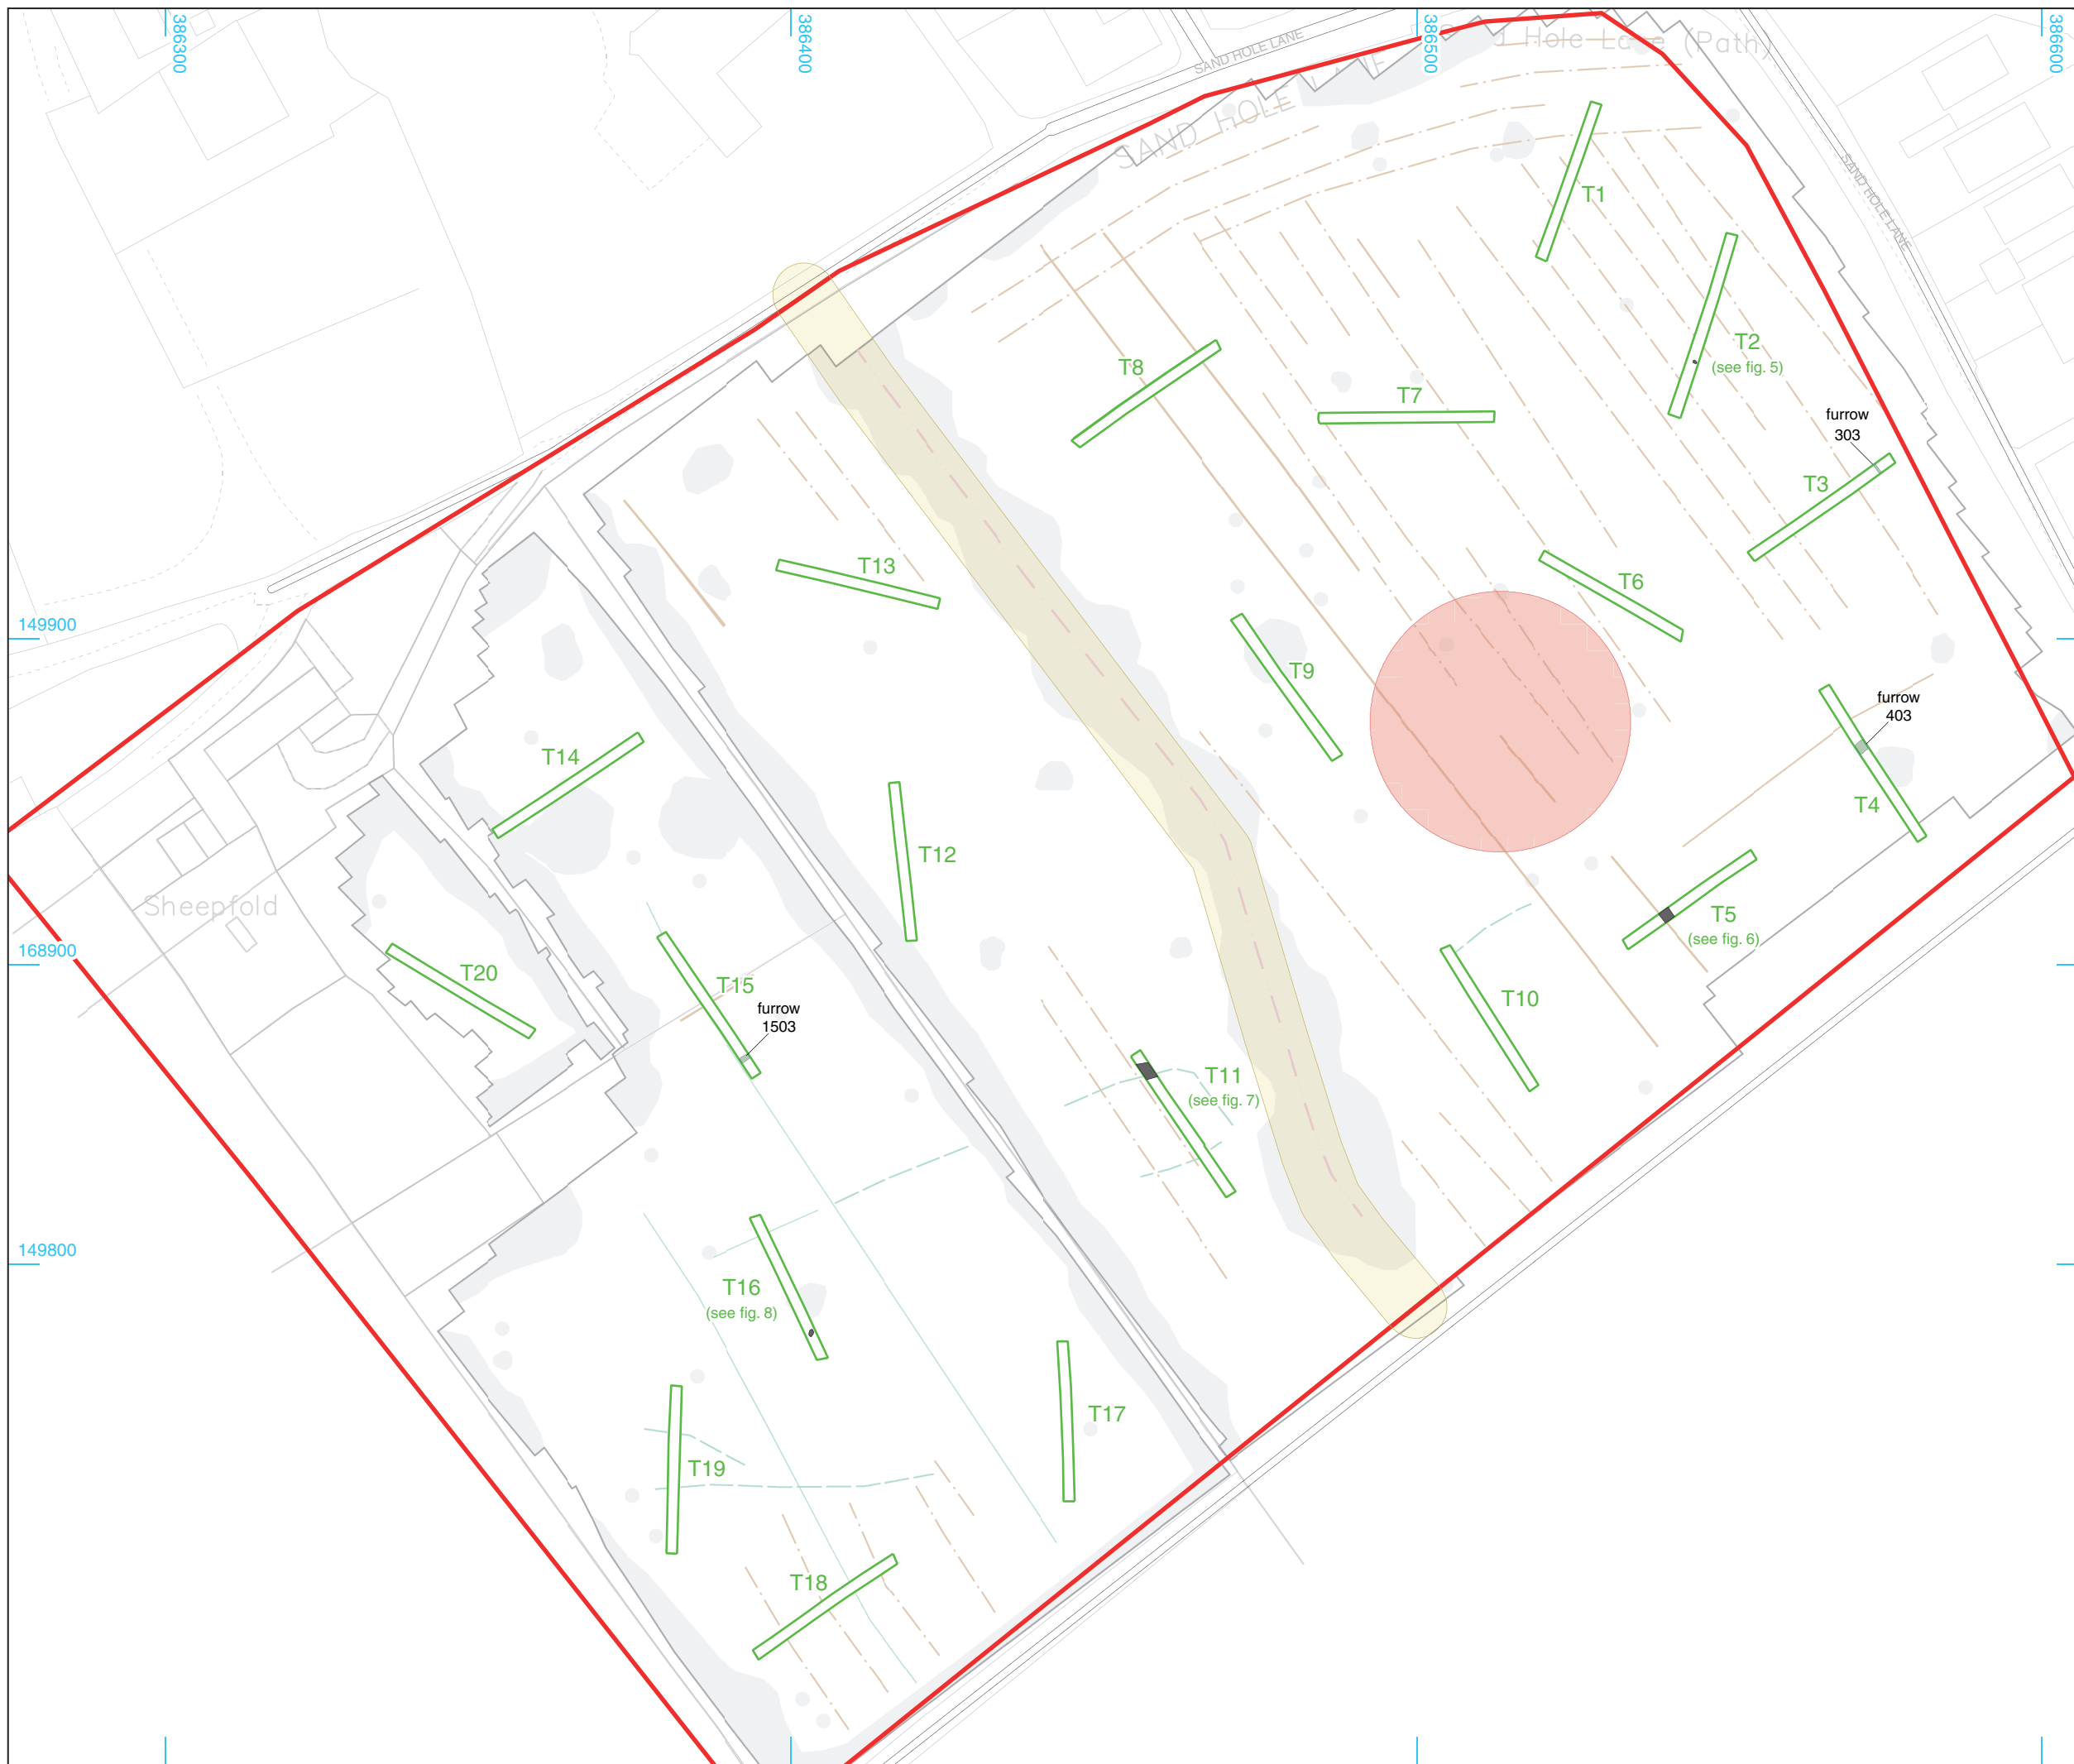 386300
386400
386500
386600
SAND HOLE LANE
Hole Lane (Path)
SAND HOLE LANE
SAND HOLE LANE
T1
T2
(see fig. 5)
T8
T7
furrow
303
T3
T13
T6
149900
T9
furrow
403
T14
T4
T12
Sheepfold
T5
(see fig. 6)
168900
T20
T15
T10
furrow
1503
T11
(see fig. 7)
149800
T16
(see fig. 8)
T17
T19
T18